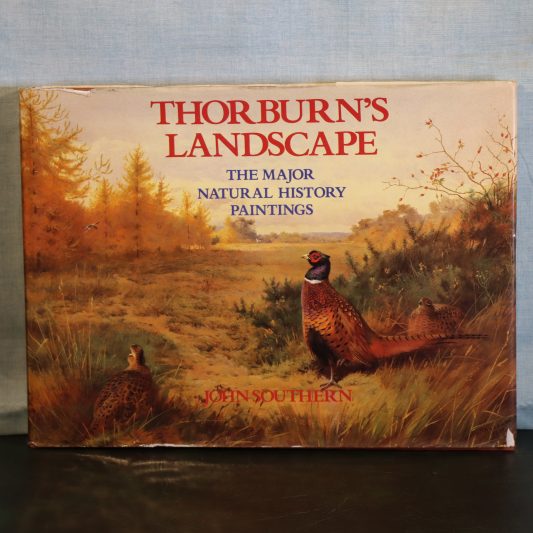 THORBURN'S
LANDSCAPE
THE MAJOR
NATURAL HISTORY
PAINTINGS
JOHN SOUTHERN